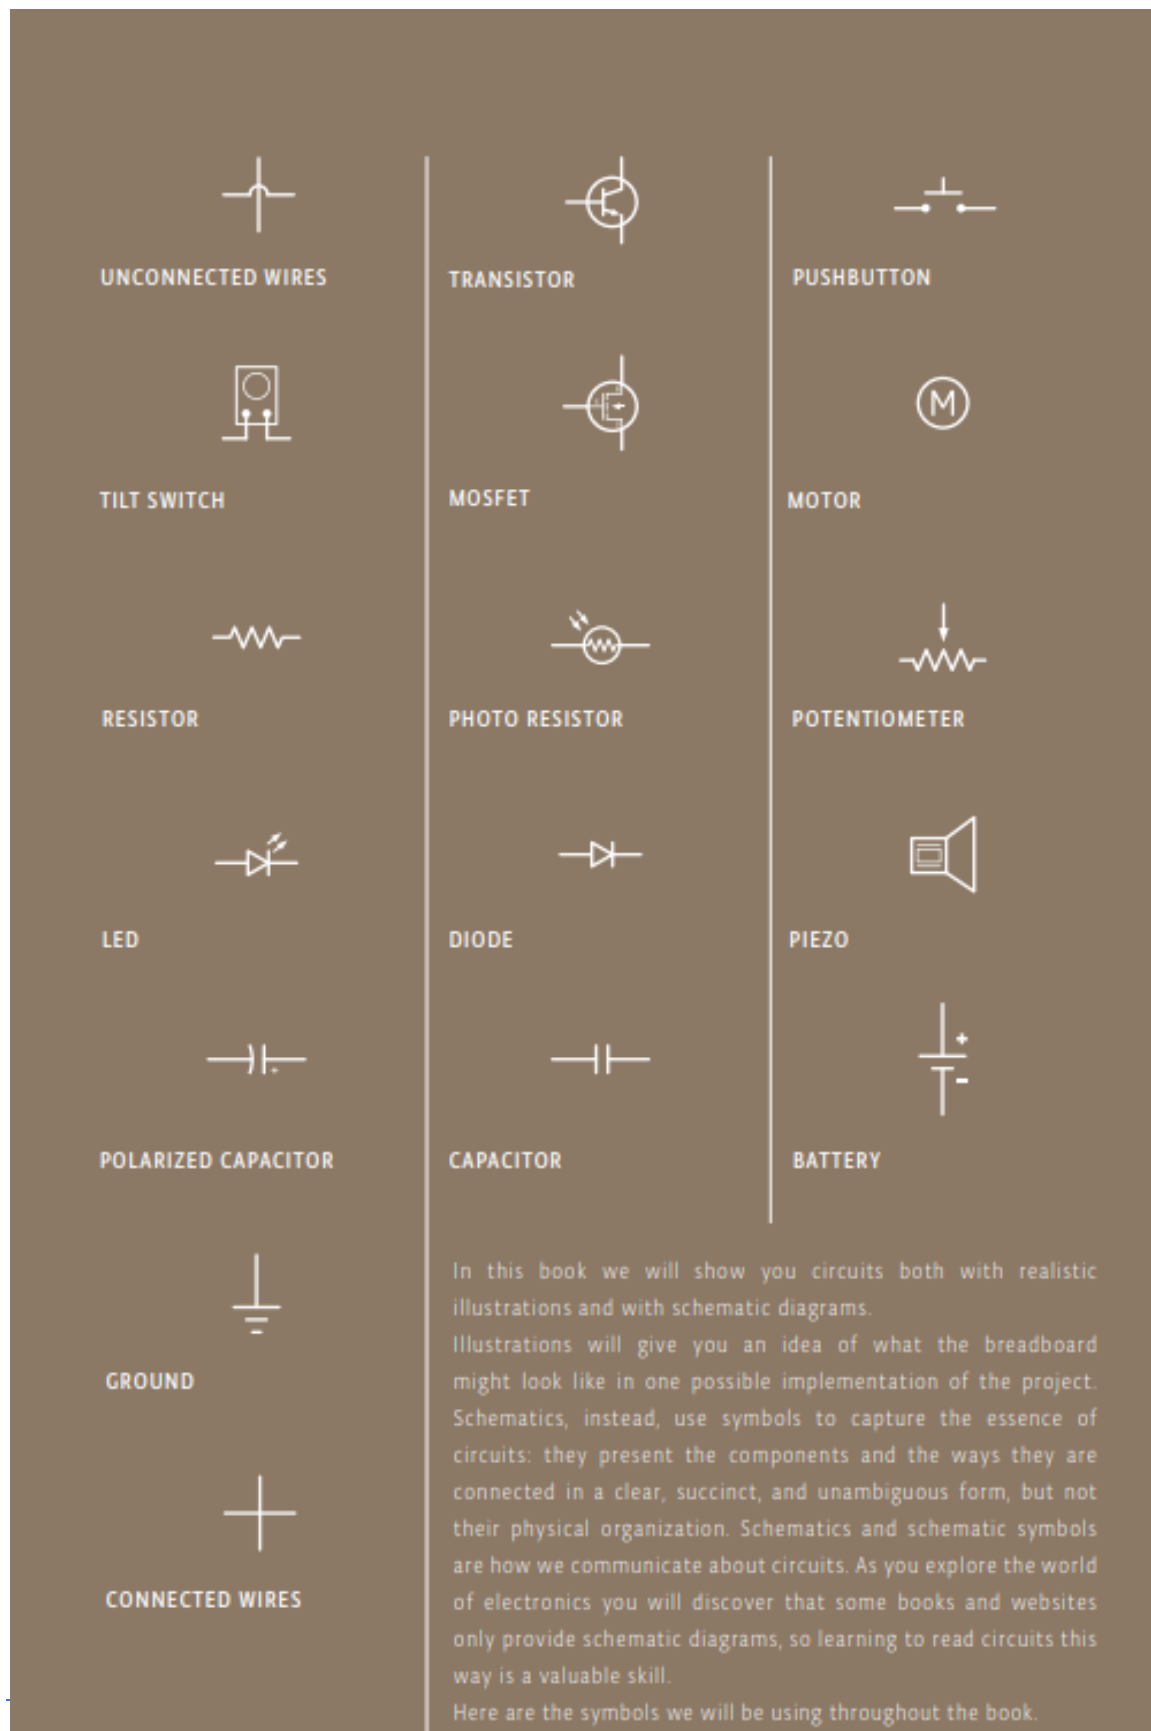 UNCONNECTED WIRES
TRANSISTOR
PUSHBUTTON
TILT SWITCH
MOSFET
M
MOTOR
RESISTOR
PHOTO RESISTOR
POTENTIOMETER
LED
DIODE
PIEZO
+
-
+
POLARIZED CAPACITOR
CAPACITOR
BATTERY
GROUND
CONNECTED WIRES
In this book we will show you circuits both with realistic
illustrations and with schematic diagrams.
Illustrations will give you an idea of what the breadboard
might look like in one possible implementation of the project.
Schematics, instead, use symbols to capture the essence of
circuits: they present the components and the ways they are
connected in a clear, succinct, and unambiguous form, but not
their physical organization. Schematics and schematic symbols
are how we communicate about circuits. As you explore the world
of electronics you will discover that some books and websites
only provide schematic diagrams, so learning to read circuits this
way is a valuable skill.
Here are the symbols we will be using throughout the book.